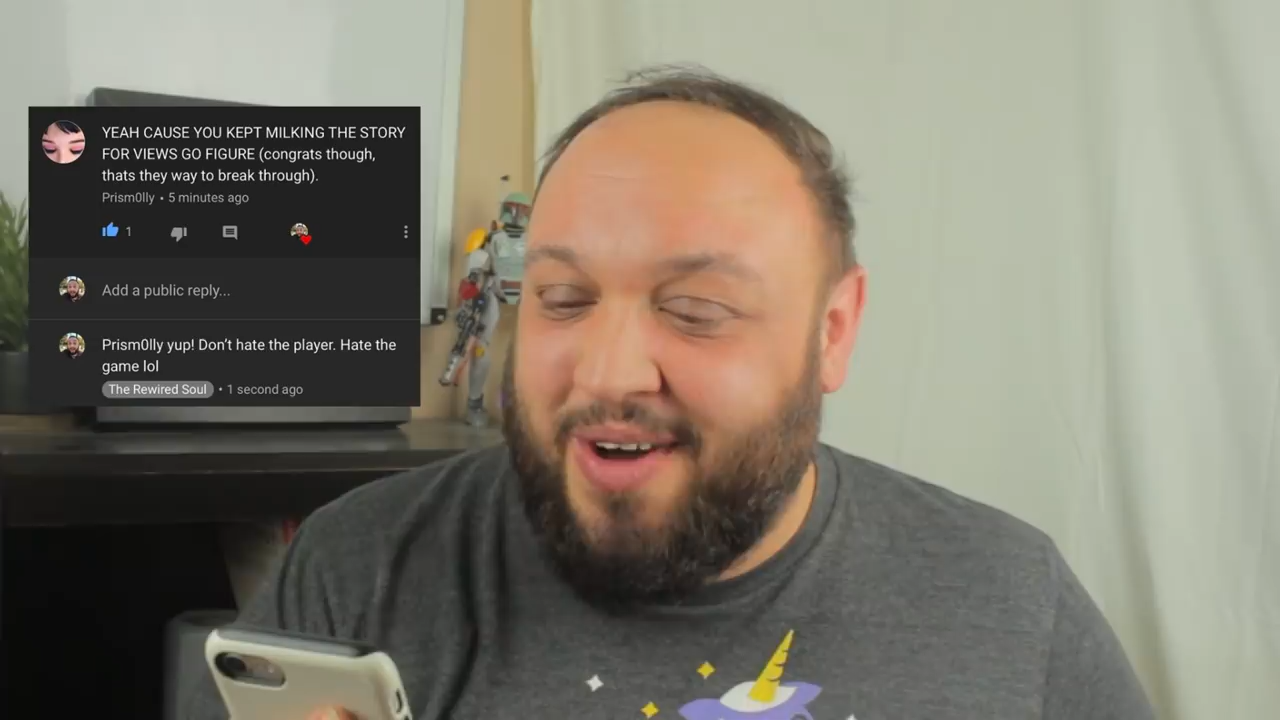 YEAH CAUSE YOU KEPT MILKING THE STORY
FOR VIEWS GO FIGURE (congrats though,
thats they way to break through).
Prism0lly • 5 minutes ago
1
Add a public reply...
Prism0lly yup! Don’t hate the player. Hate the
game lol
The Rewired Soul • 1 second ago